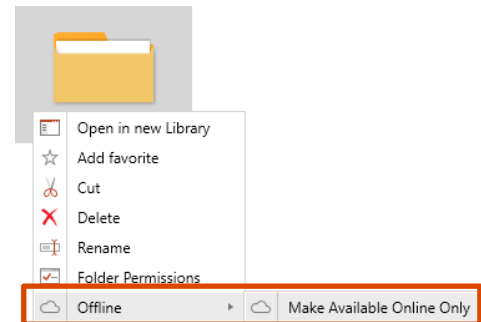 Open in new Library
Add favorite
Cut
Delete
Rename
Folder Permissions
Offline
Make Available Online Only